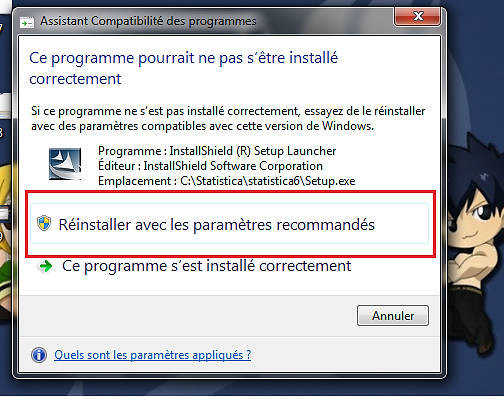 Assistant Compatibilité des programmes
Ce programme pourrait ne pas s'être installé
correctement
Si ce programme ne s'est pas installé correctement, essayez de le réinstaller
avec des paramètres compatibles avec cette version de Windows.
Programme : InstallShield (R) Setup Launcher
Éditeur : InstallShield Software Corporation
Emplacement : C:\Statistica\statistica6\Setup.exe
Réinstaller avec les paramètres recommandés
Ce programme s'est installé correctement
Annuler
Quels sont les paramètres appliqués ?